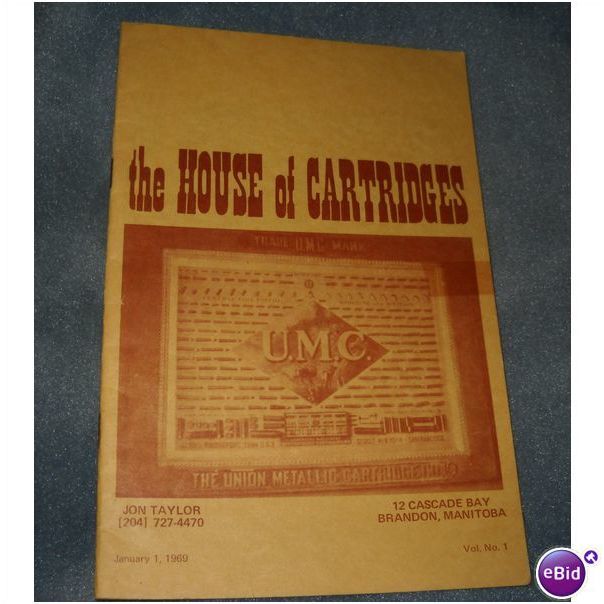 the HOUSE of CARTRIDGES
TRADE U.M.C. MARK
U.M.C.
THE UNION METALLIC CARTRIDGE CO.
JON TAYLOR
[204] 727-4470
12 CASCADE BAY
BRANDON, MANITOBA
January 1, 1969
Vol. No. 1
eBid